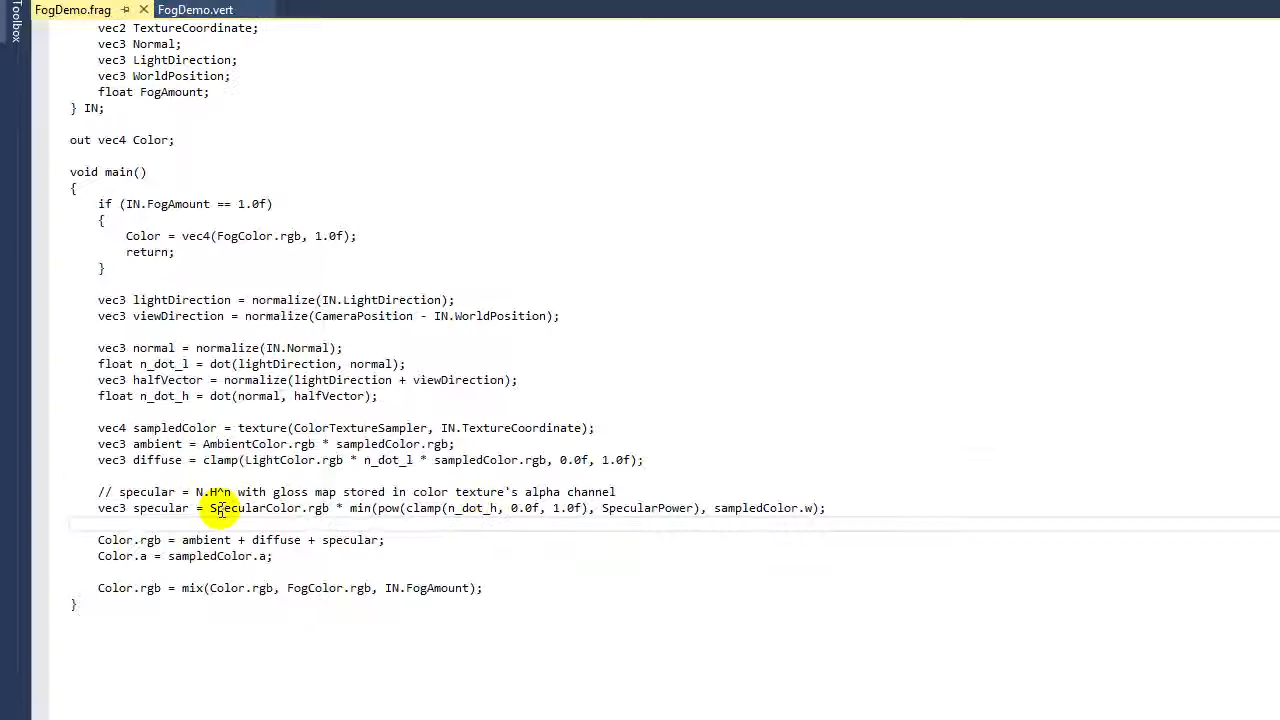 FogDemo.frag
FogDemo.vert
Toolbox
vec2 TextureCoordinate;
vec3 Normal;
vec3 LightDirection;
vec3 WorldPosition;
float FogAmount;
} IN;
out vec4 Color;
void main()
{
if (IN.FogAmount == 1.0f)
{
Color = vec4(FogColor.rgb, 1.0f);
return;
}
vec3 lightDirection = normalize(IN.LightDirection);
vec3 viewDirection = normalize(CameraPosition - IN.WorldPosition);
vec3 normal = normalize(IN.Normal);
float n_dot_l = dot(lightDirection, normal);
vec3 halfVector = normalize(lightDirection + viewDirection);
float n_dot_h = dot(normal, halfVector);
vec4 sampledColor = texture(ColorTextureSampler, IN.TextureCoordinate);
vec3 ambient = AmbientColor.rgb * sampledColor.rgb;
vec3 diffuse = clamp(LightColor.rgb * n_dot_l * sampledColor.rgb, 0.0f, 1.0f);
// specular = N.H^n with gloss map stored in color texture's alpha channel
vec3 specular = SpecularColor.rgb * min(pow(clamp(n_dot_h, 0.0f, 1.0f), SpecularPower), sampledColor.w);
Color.rgb = ambient + diffuse + specular;
Color.a = sampledColor.a;
Color.rgb = mix(Color.rgb, FogColor.rgb, IN.FogAmount);
}